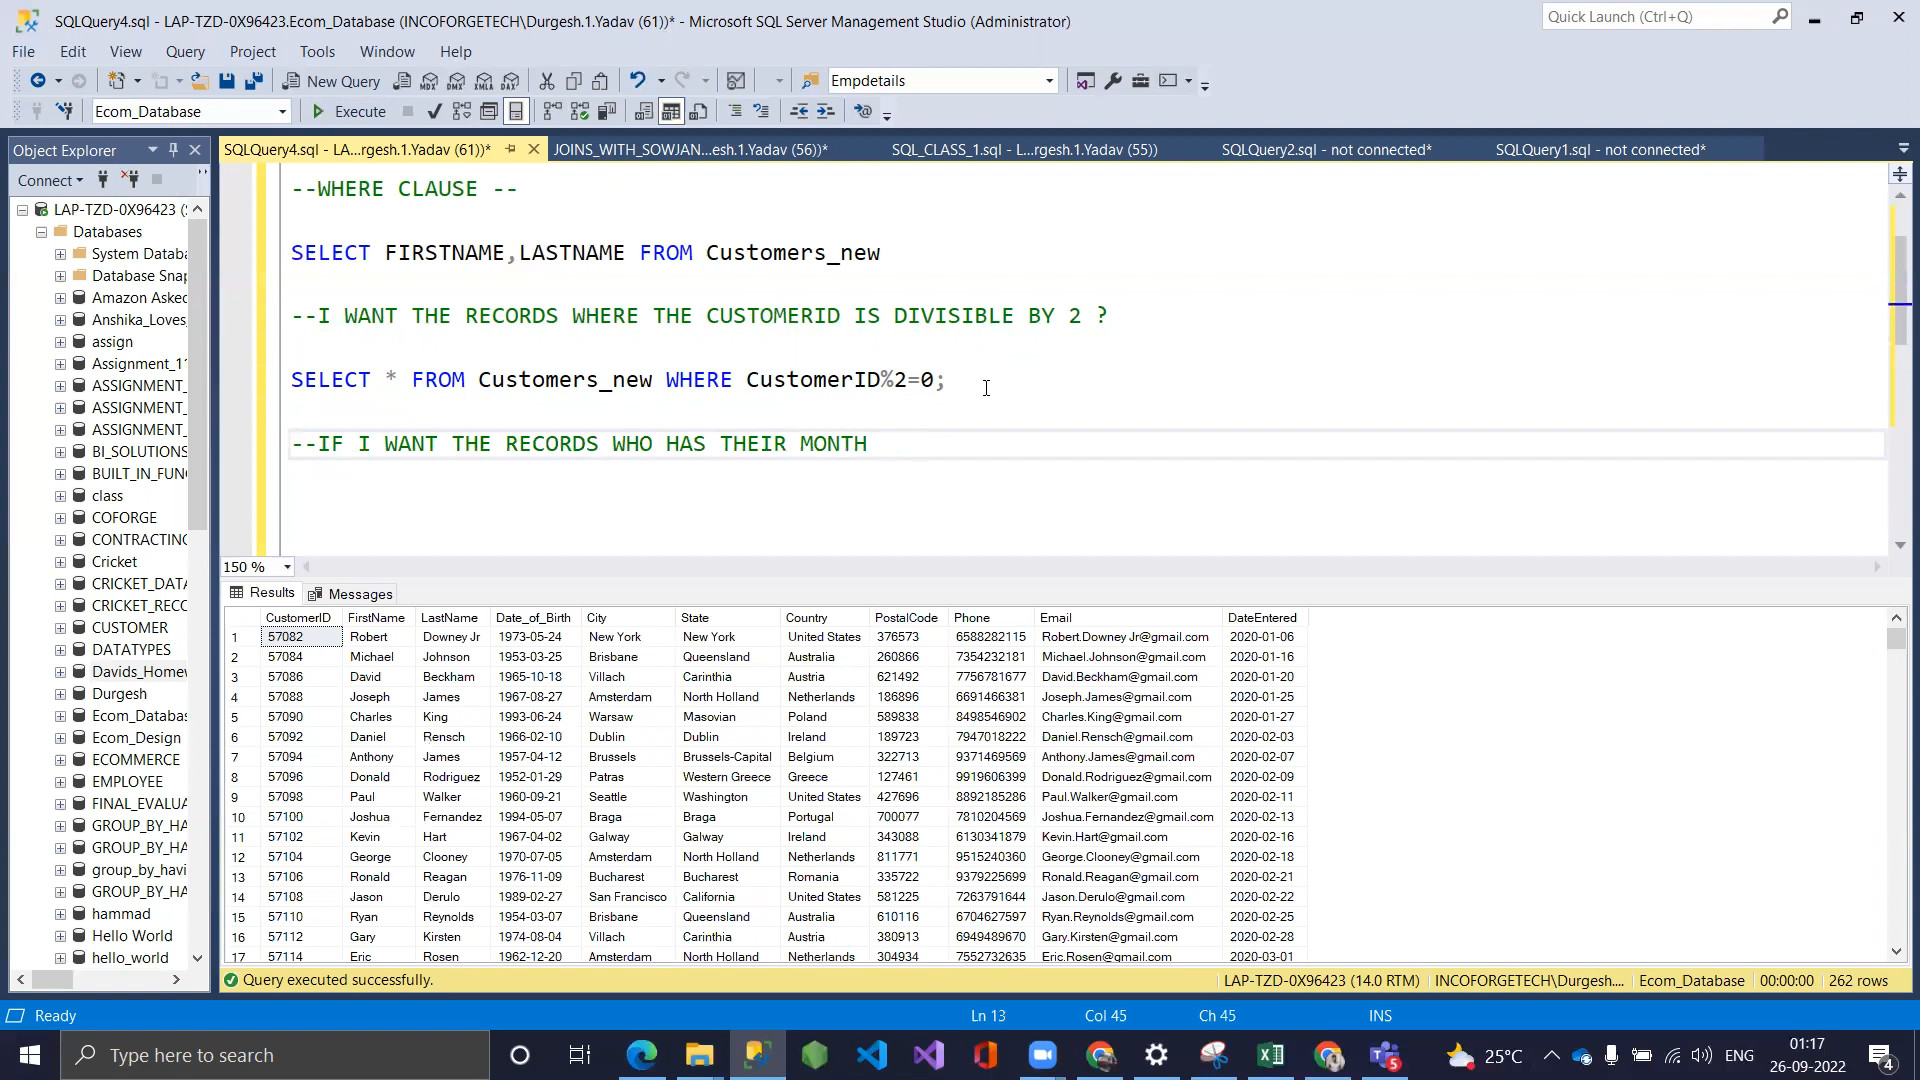 SQLQuery4.sql - LAP-TZD-0X96423.Ecom_Database (INCOFORGETECH\Durgesh.1.Yadav (61))* - Microsoft SQL Server Management Studio (Administrator)
Quick Launch (Ctrl+Q)
File Edit View Query Project Tools Window Help
New Query
Empdetails
Ecom_Database
Execute
Object Explorer
SQLQuery4.sql - LA...rgesh.1.Yadav (61))*
JOINS_WITH_SOWJAN...esh.1.Yadav (56))*
SQL_CLASS_1.sql - L...rgesh.1.Yadav (55))
SQLQuery2.sql - not connected*
SQLQuery1.sql - not connected*
Connect
LAP-TZD-0X96423 (
Databases
System Databa
Database Snap
Amazon Asked
Anshika_Loves
assign
Assignment_1
ASSIGNMENT_
ASSIGNMENT_
ASSIGNMENT_
BI_SOLUTIONS
BUILT_IN_FUN
class
COFORGE
CONTRACTING
Cricket
CRICKET_DATA
CRICKET_RECO
CUSTOMER
DATATYPES
Davids_Homew
Durgesh
Ecom_Databas
Ecom_Design
ECOMMERCE
EMPLOYEE
FINAL_EVALUA
GROUP_BY_HA
GROUP_BY_HA
group_by_havi
GROUP_BY_HA
hammad
Hello World
hello_world
--WHERE CLAUSE --
SELECT FIRSTNAME,LASTNAME FROM Customers_new
--I WANT THE RECORDS WHERE THE CUSTOMERID IS DIVISIBLE BY 2 ?
SELECT * FROM Customers_new WHERE CustomerID%2=0;
--IF I WANT THE RECORDS WHO HAS THEIR MONTH
150 %
Results Messages
CustomerID FirstName LastName Date_of_Birth City State Country PostalCode Phone Email DateEntered
1 57082 Robert Downey Jr 1973-05-24 New York New York United States 376573 6588282115 Robert.Downey Jr@gmail.com 2020-01-06
2 57084 Michael Johnson 1953-03-25 Brisbane Queensland Australia 260866 7354232181 Michael.Johnson@gmail.com 2020-01-16
3 57086 David Beckham 1965-10-18 Villach Carinthia Austria 621492 7756781677 David.Beckham@gmail.com 2020-01-20
4 57088 Joseph James 1967-08-27 Amsterdam North Holland Netherlands 186896 6691466381 Joseph.James@gmail.com 2020-01-25
5 57090 Charles King 1993-06-24 Warsaw Masovian Poland 589838 8498546902 Charles.King@gmail.com 2020-01-27
6 57092 Daniel Rensch 1966-02-10 Dublin Dublin Ireland 189723 7947018222 Daniel.Rensch@gmail.com 2020-02-03
7 57094 Anthony James 1957-04-12 Brussels Brussels-Capital Belgium 322713 9371469569 Anthony.James@gmail.com 2020-02-07
8 57096 Donald Rodriguez 1952-01-29 Patras Western Greece Greece 127461 9919606399 Donald.Rodriguez@gmail.com 2020-02-09
9 57098 Paul Walker 1960-09-21 Seattle Washington United States 427696 8892185286 Paul.Walker@gmail.com 2020-02-11
10 57100 Joshua Fernandez 1994-05-07 Braga Braga Portugal 700077 7810204569 Joshua.Fernandez@gmail.com 2020-02-13
11 57102 Kevin Hart 1967-04-02 Galway Galway Ireland 343088 6130341879 Kevin.Hart@gmail.com 2020-02-16
12 57104 George Clooney 1970-07-05 Amsterdam North Holland Netherlands 811771 9515240360 George.Clooney@gmail.com 2020-02-18
13 57106 Ronald Reagan 1976-11-09 Bucharest Bucharest Romania 335722 9379225699 Ronald.Reagan@gmail.com 2020-02-21
14 57108 Jason Derulo 1989-02-27 San Francisco California United States 581225 7263791644 Jason.Derulo@gmail.com 2020-02-22
15 57110 Ryan Reynolds 1954-03-07 Brisbane Queensland Australia 610116 6704627597 Ryan.Reynolds@gmail.com 2020-02-25
16 57112 Gary Kirsten 1974-08-04 Villach Carinthia Austria 380913 6949489670 Gary.Kirsten@gmail.com 2020-02-28
17 57114 Eric Rosen 1962-12-20 Amsterdam North Holland Netherlands 304934 7552732635 Eric.Rosen@gmail.com 2020-03-01
Query executed successfully.
LAP-TZD-0X96423 (14.0 RTM) INCOFORGETECH\Durgesh.... Ecom_Database 00:00:00 262 rows
Ready Ln 13 Col 45 Ch 45 INS
Type here to search
25°C ENG 01:17
26-09-2022